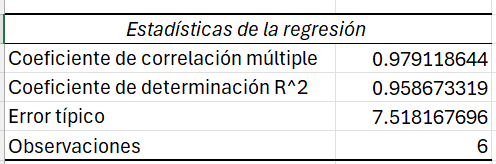 Estadísticas de la regresión
Coeficiente de correlación múltiple 0.979118644
Coeficiente de determinación R^2 0.958673319
Error típico 7.518167696
Observaciones 6